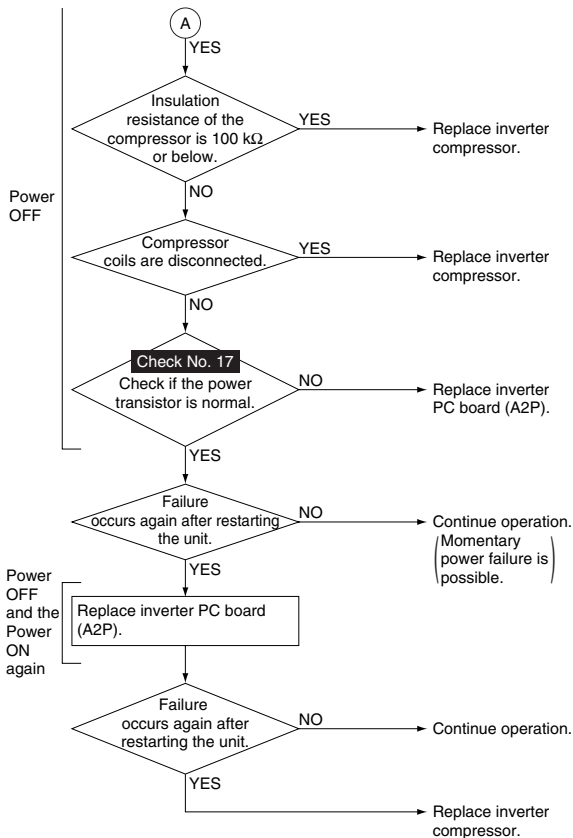 A
YES
Insulation
resistance of the
compressor is 100 kΩ
or below.
YES
Replace inverter
compressor.
NO
Power
OFF
Compressor
coils are disconnected.
YES
Replace inverter
compressor.
NO
Check No. 17
Check if the power
transistor is normal.
NO
Replace inverter
PC board (A2P).
YES
Failure
occurs again after restarting
the unit.
NO
Continue operation.
(Momentary
power failure is
possible.)
YES
Power
OFF
and the
Power
ON
again
Replace inverter PC board
(A2P).
Failure
occurs again after
restarting the unit.
NO
Continue operation.
YES
Replace inverter
compressor.